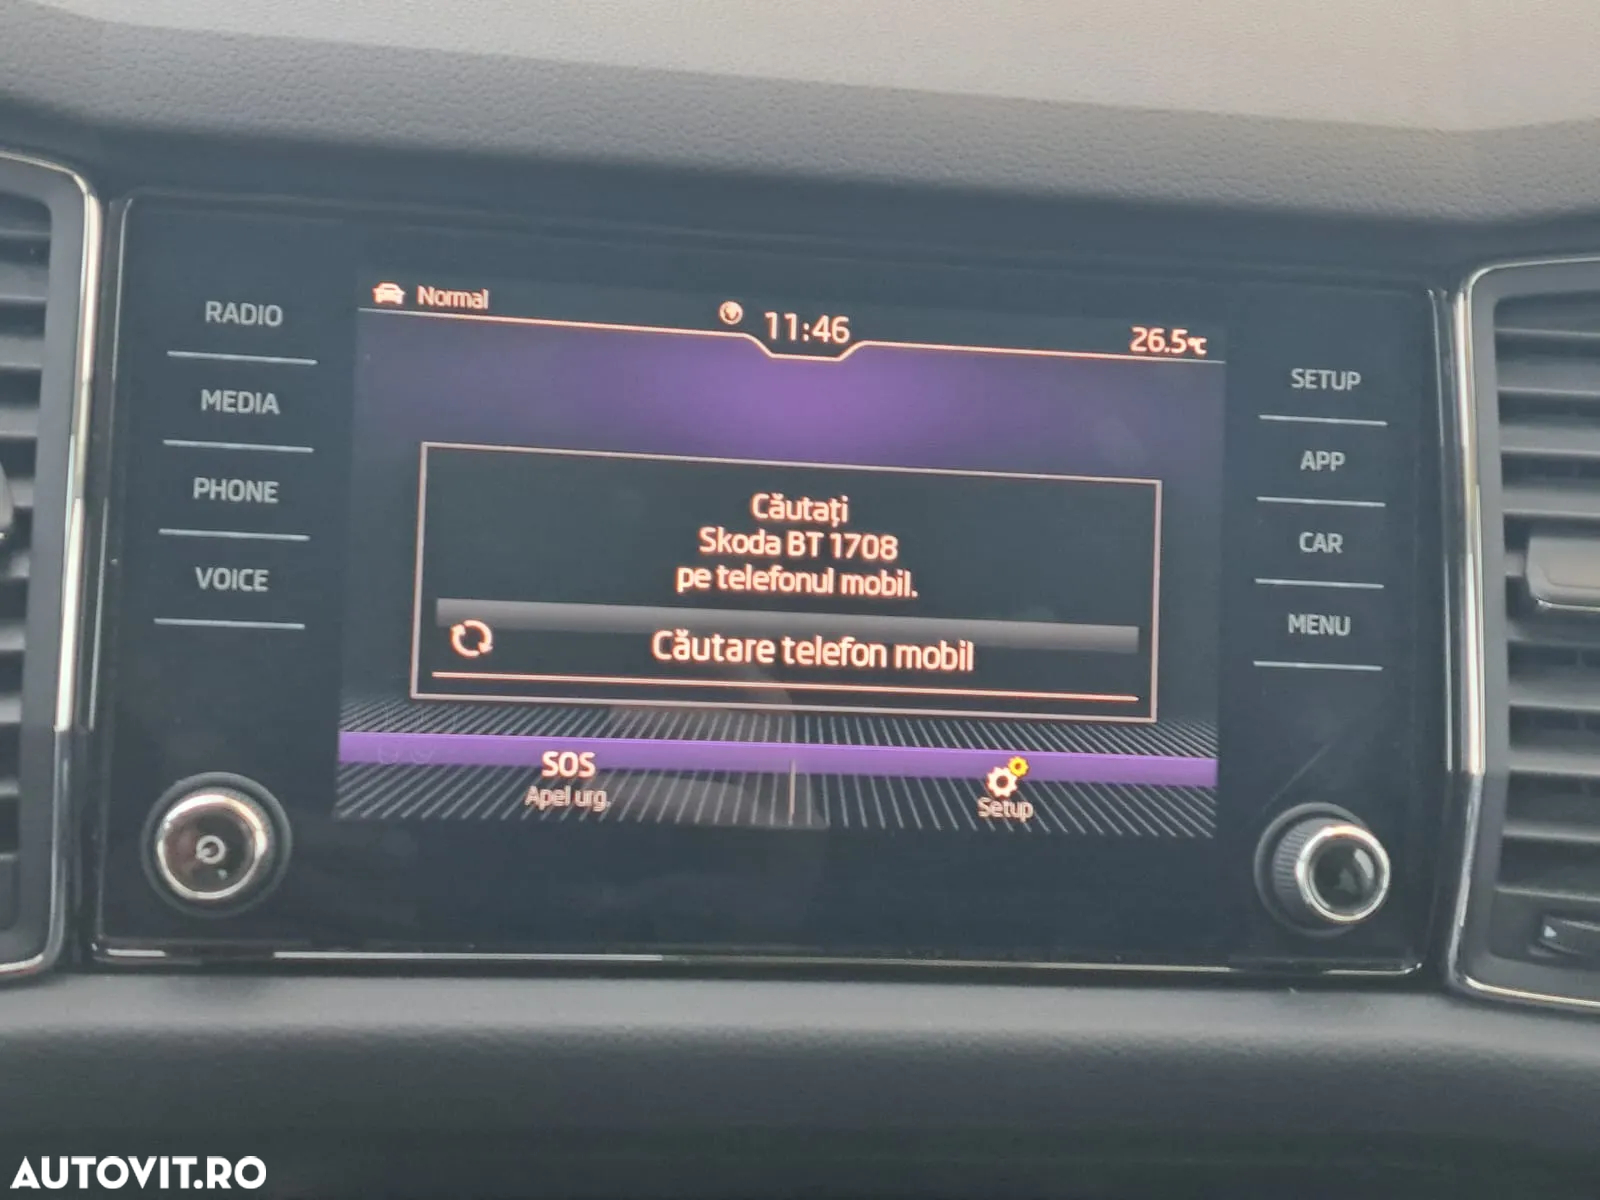 Normal
11:46
26.5°C
RADIO
MEDIA
PHONE
VOICE
SETUP
APP
CAR
MENU
Căutați
Skoda BT 1708
pe telefonul mobil.
Căutare telefon mobil
SOS
Apel urg.
Setup
AUTOVIT.RO